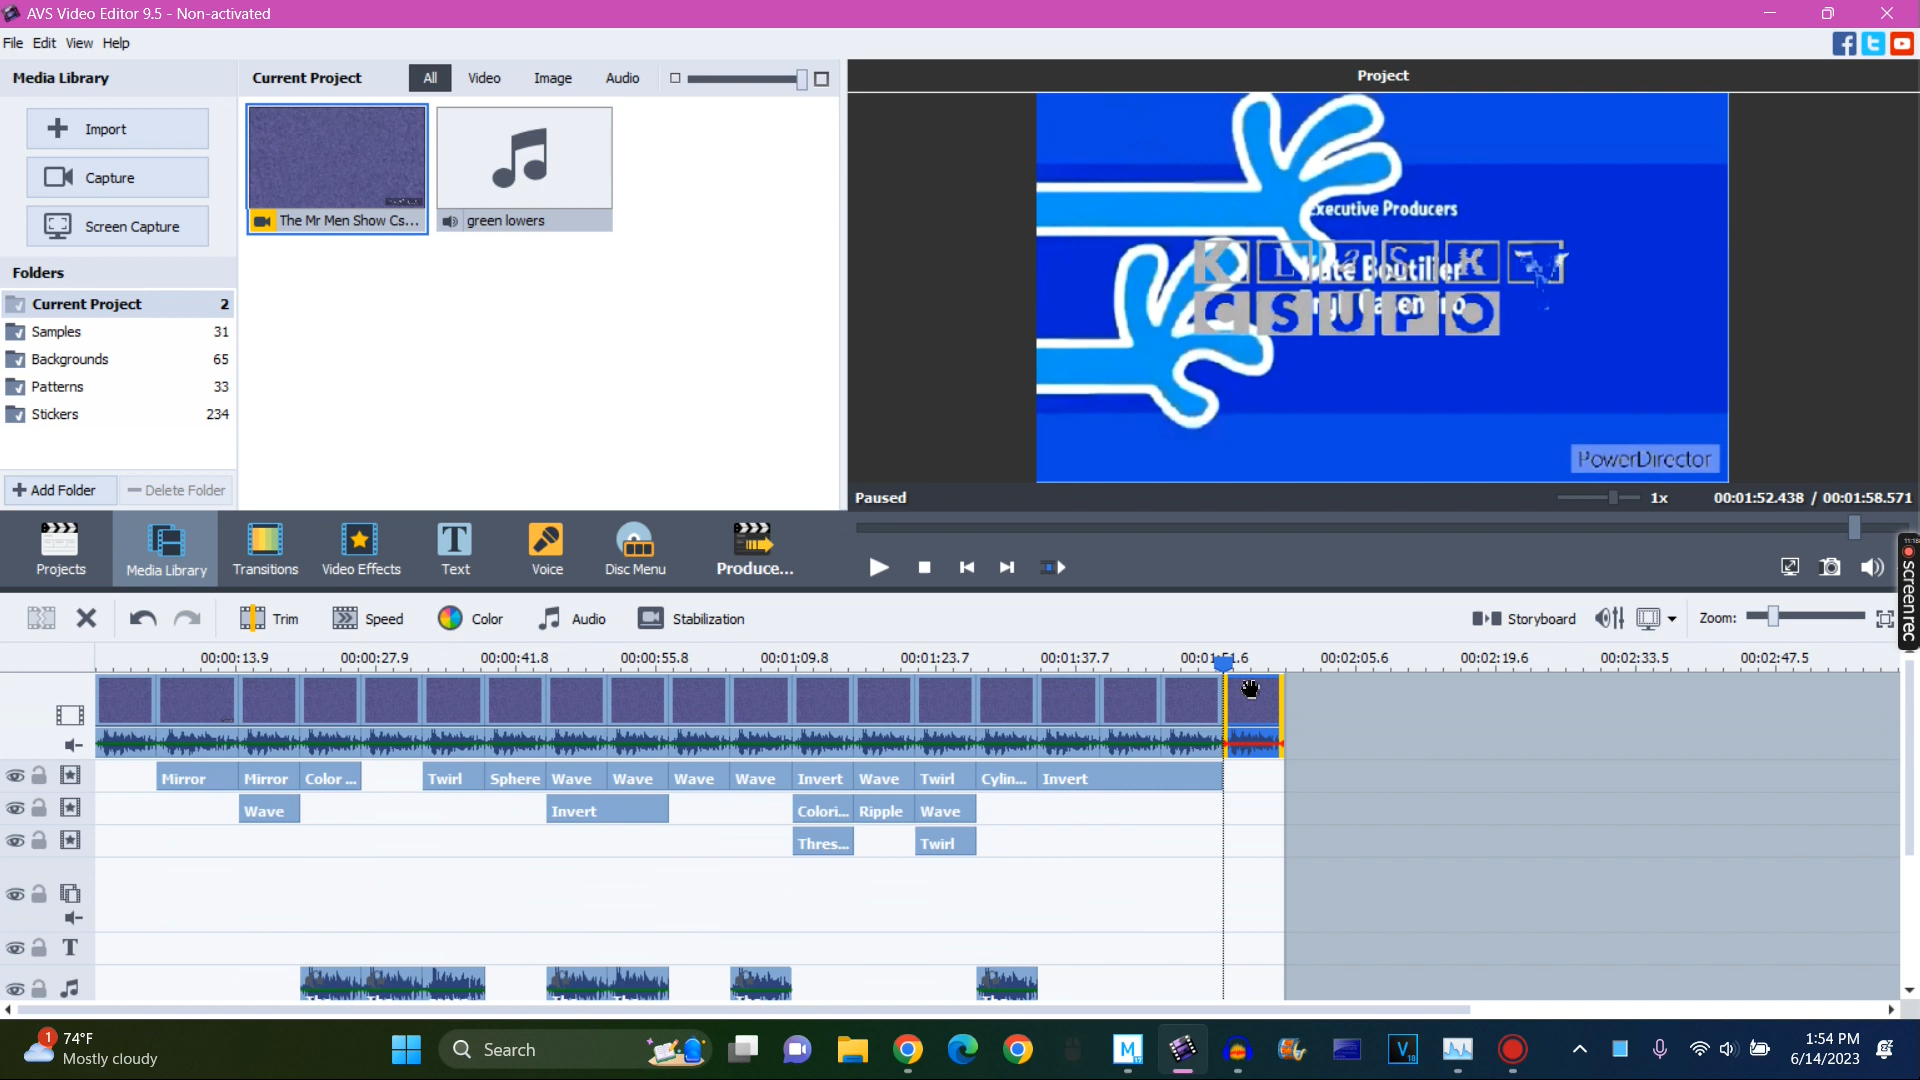 AVS Video Editor 9.5 - Non-activated
File Edit View Help
Media Library
Current Project All Video Image Audio
Project
Import
Capture
Screen Capture
The Mr Men Show Cs...
green lowers
Folders
Current Project 2
Samples 31
Backgrounds 65
Patterns 33
Stickers 234
Add Folder Delete Folder
Executive Producers
Kate Boutilier
KLaSKY
CSUPO
PowerDirector
Paused 1x 00:01:52.438 / 00:01:58.571
Projects Media Library Transitions Video Effects Text Voice Disc Menu Produce...
screenrec
Trim Speed Color Audio Stabilization Storyboard Zoom:
00:00:13.9 00:00:27.9 00:00:41.8 00:00:55.8 00:01:09.8 00:01:23.7 00:01:37.7 00:02:05.6 00:02:19.6 00:02:33.5 00:02:47.5
Mirror Mirror Color ... Twirl Sphere Wave Wave Wave Wave Invert Wave Twirl Cylin... Invert
Wave Invert Colori... Ripple Wave
Thres... Twirl
T
1 74°F
Mostly cloudy
Search
1:54 PM
6/14/2023